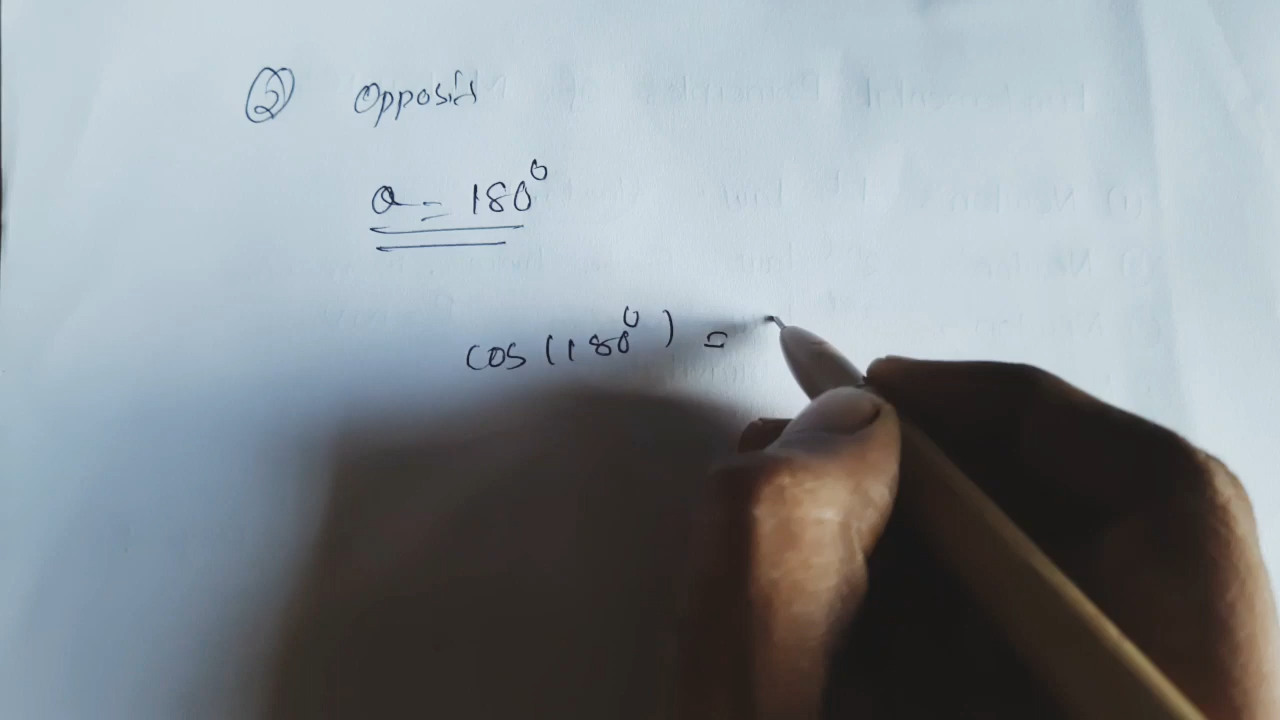 ② Opposit
θ = 180°
cos (180°) =